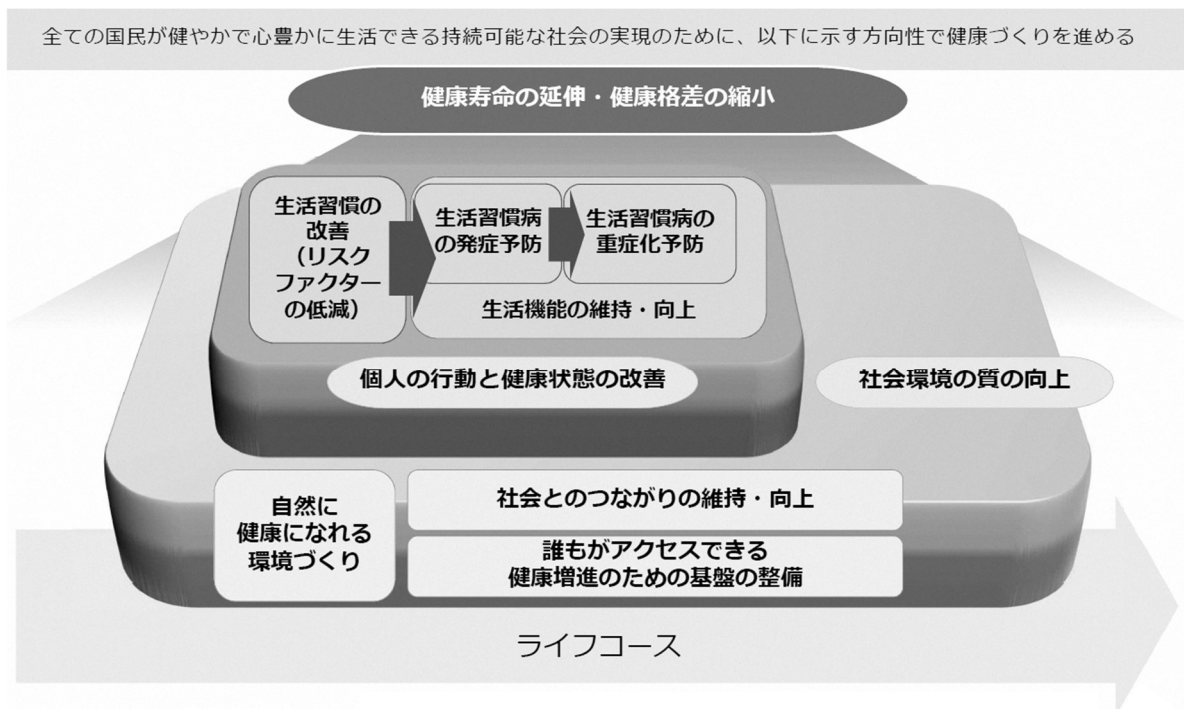 全ての国民が健やかで心豊かに生活できる持続可能な社会の実現のために、以下に示す方向性で健康づくりを進める
健康寿命の延伸・健康格差の縮小
生活習慣の
改善
（リスク
ファクター
の低減）
生活習慣病
の発症予防
生活習慣病の
重症化予防
生活機能の維持・向上
個人の行動と健康状態の改善
社会環境の質の向上
自然に
健康になれる
環境づくり
社会とのつながりの維持・向上
誰もがアクセスできる
健康増進のための基盤の整備
ライフコース